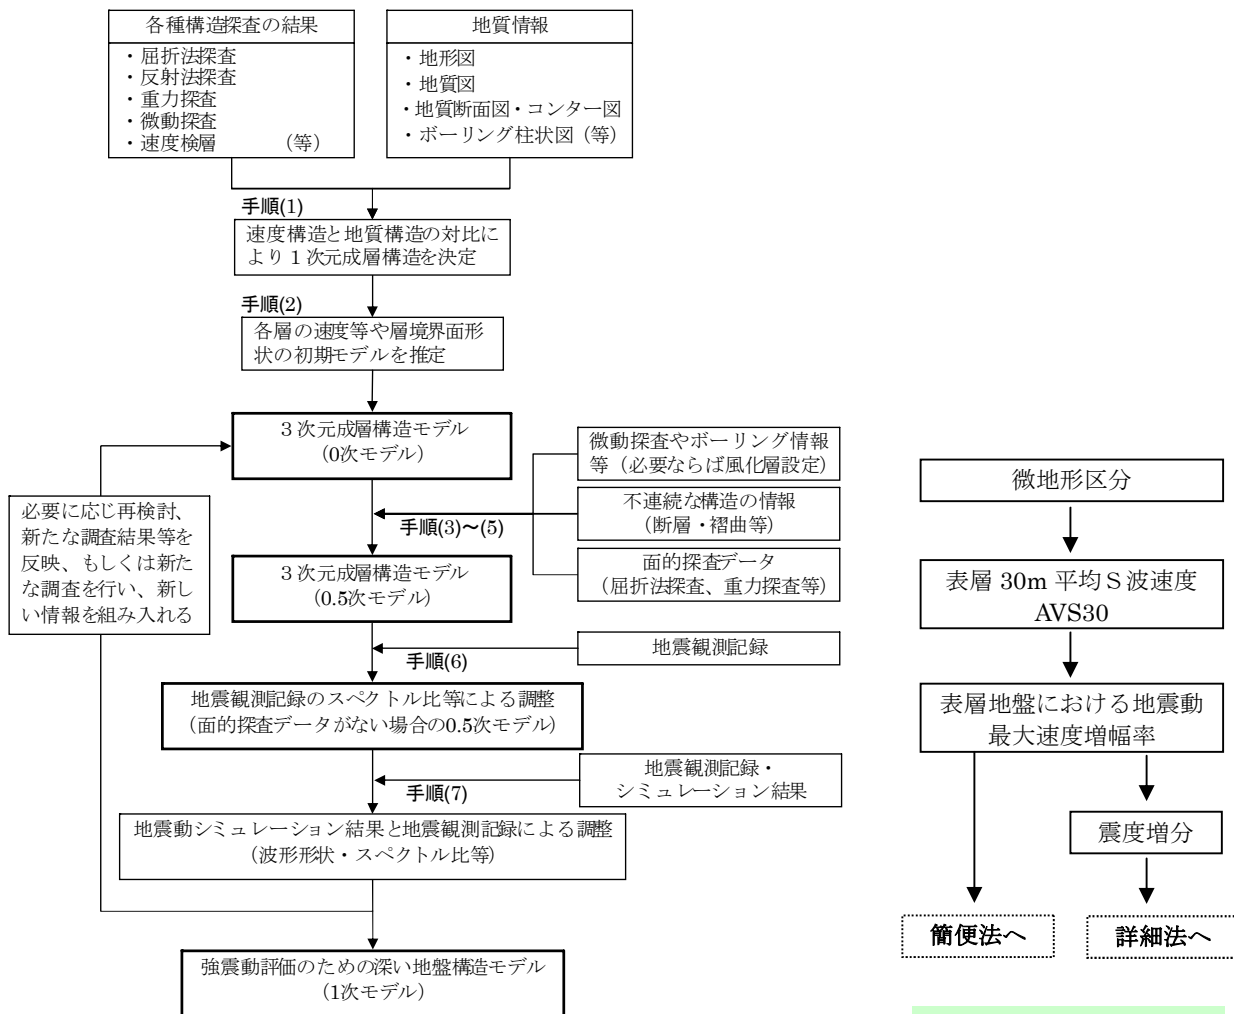 各種構造探査の結果
・屈折法探査
・反射法探査
・重力探査
・微動探査
・速度検層 (等)
地質情報
・地形図
・地質図
・地質断面図・コンター図
・ボーリング柱状図 (等)
手順(1)
速度構造と地質構造の対比に
より1次元成層構造を決定
手順(2)
各層の速度等や層境界面形
状の初期モデルを推定
3次元成層構造モデル
(0次モデル)
微動探査やボーリング情報
等（必要ならば風化層設定）
不連続な構造の情報
(断層・褶曲等)
面的探査データ
(屈折法探査、重力探査等)
手順(3)～(5)
必要に応じ再検討、
新たな調査結果等を
反映、もしくは新た
な調査を行い、新し
い情報を組み入れる
3次元成層構造モデル
(0.5次モデル)
地震観測記録
手順(6)
地震観測記録のスペクトル比等による調整
(面的探査データがない場合の0.5次モデル)
地震観測記録・
シミュレーション結果
手順(7)
地震動シミュレーション結果と地震観測記録による調整
(波形形状・スペクトル比等)
強震動評価のための深い地盤構造モデル
(1次モデル)
微地形区分
表層 30m 平均S波速度
AVS30
表層地盤における地震動
最大速度増幅率
震度増分
簡便法へ
詳細法へ